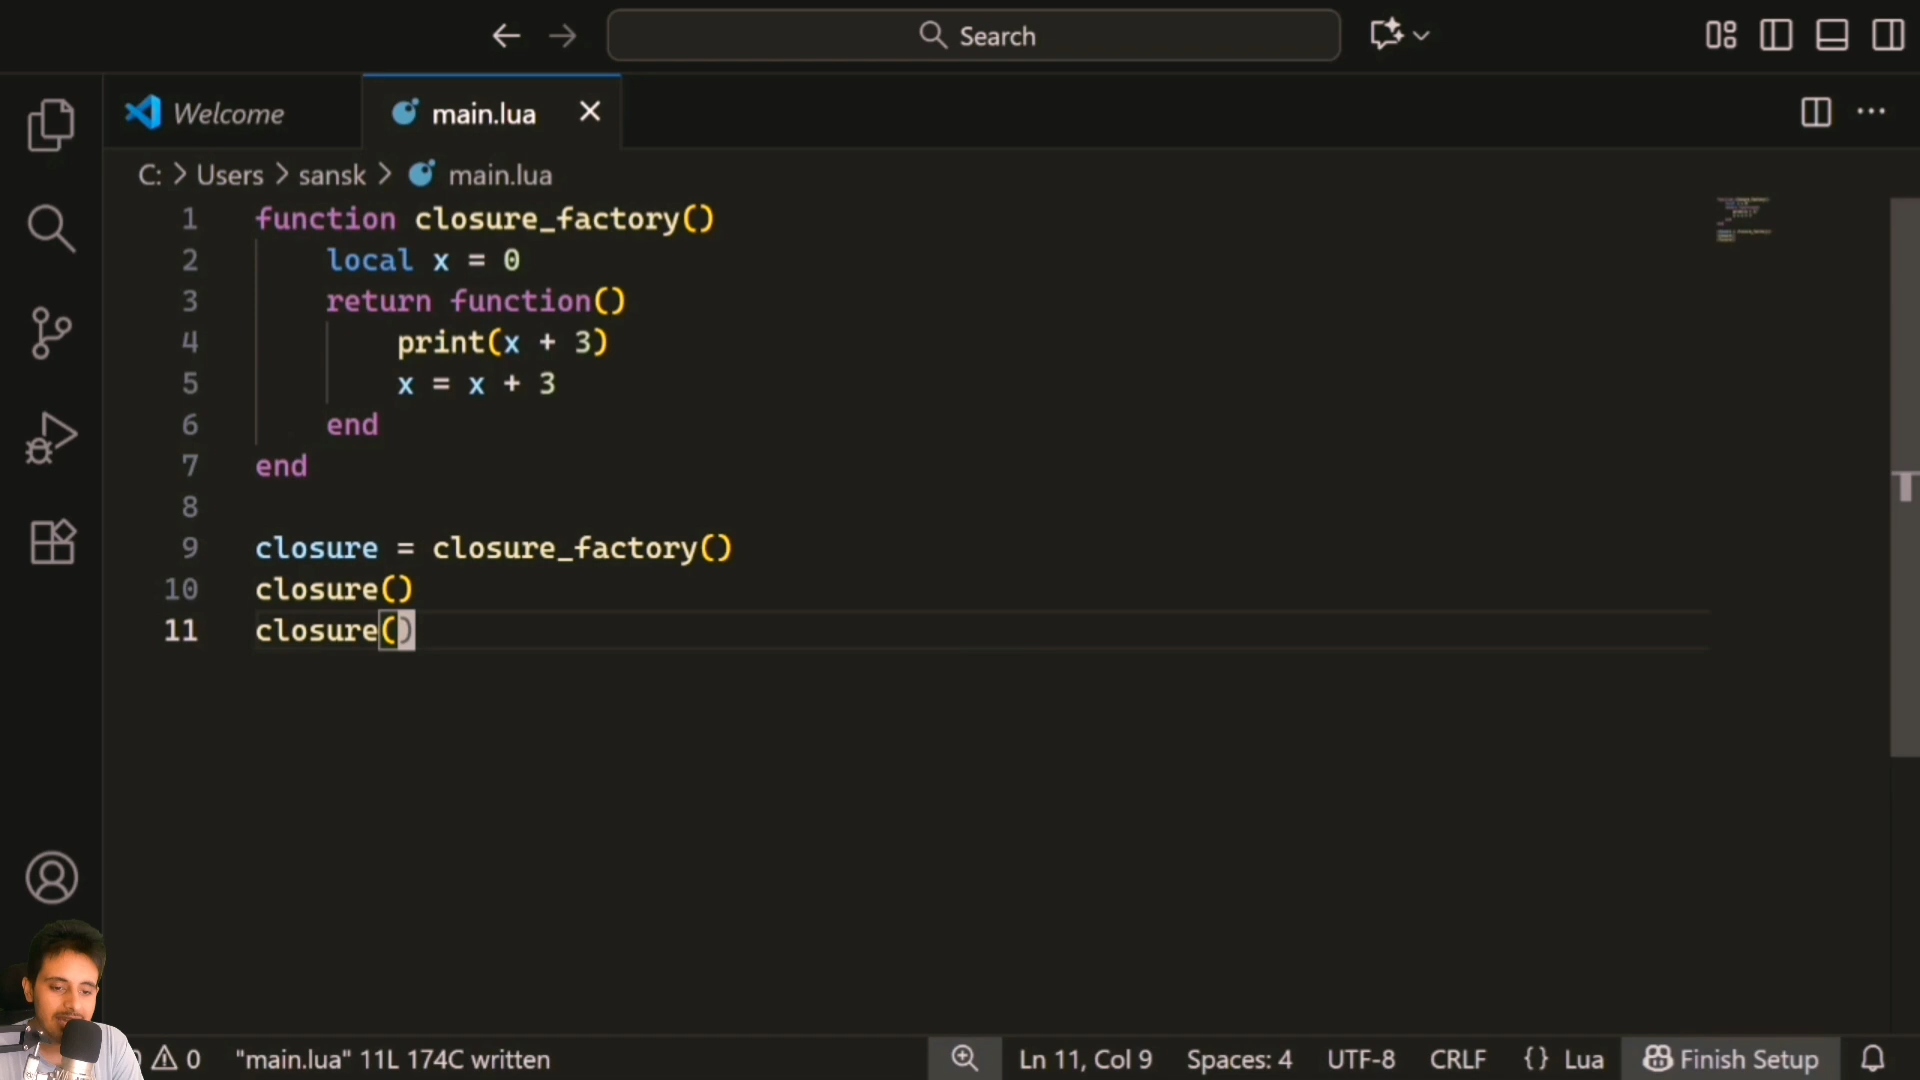 Search
Welcome
main.lua
C: > Users > sansk > main.lua
1 function closure_factory()
2     local x = 0
3     return function()
4         print(x + 3)
5         x = x + 3
6     end
7 end
8
9 closure = closure_factory()
10 closure()
11 closure()
0 "main.lua" 11L 174C written Ln 11, Col 9 Spaces: 4 UTF-8 CRLF {} Lua Finish Setup